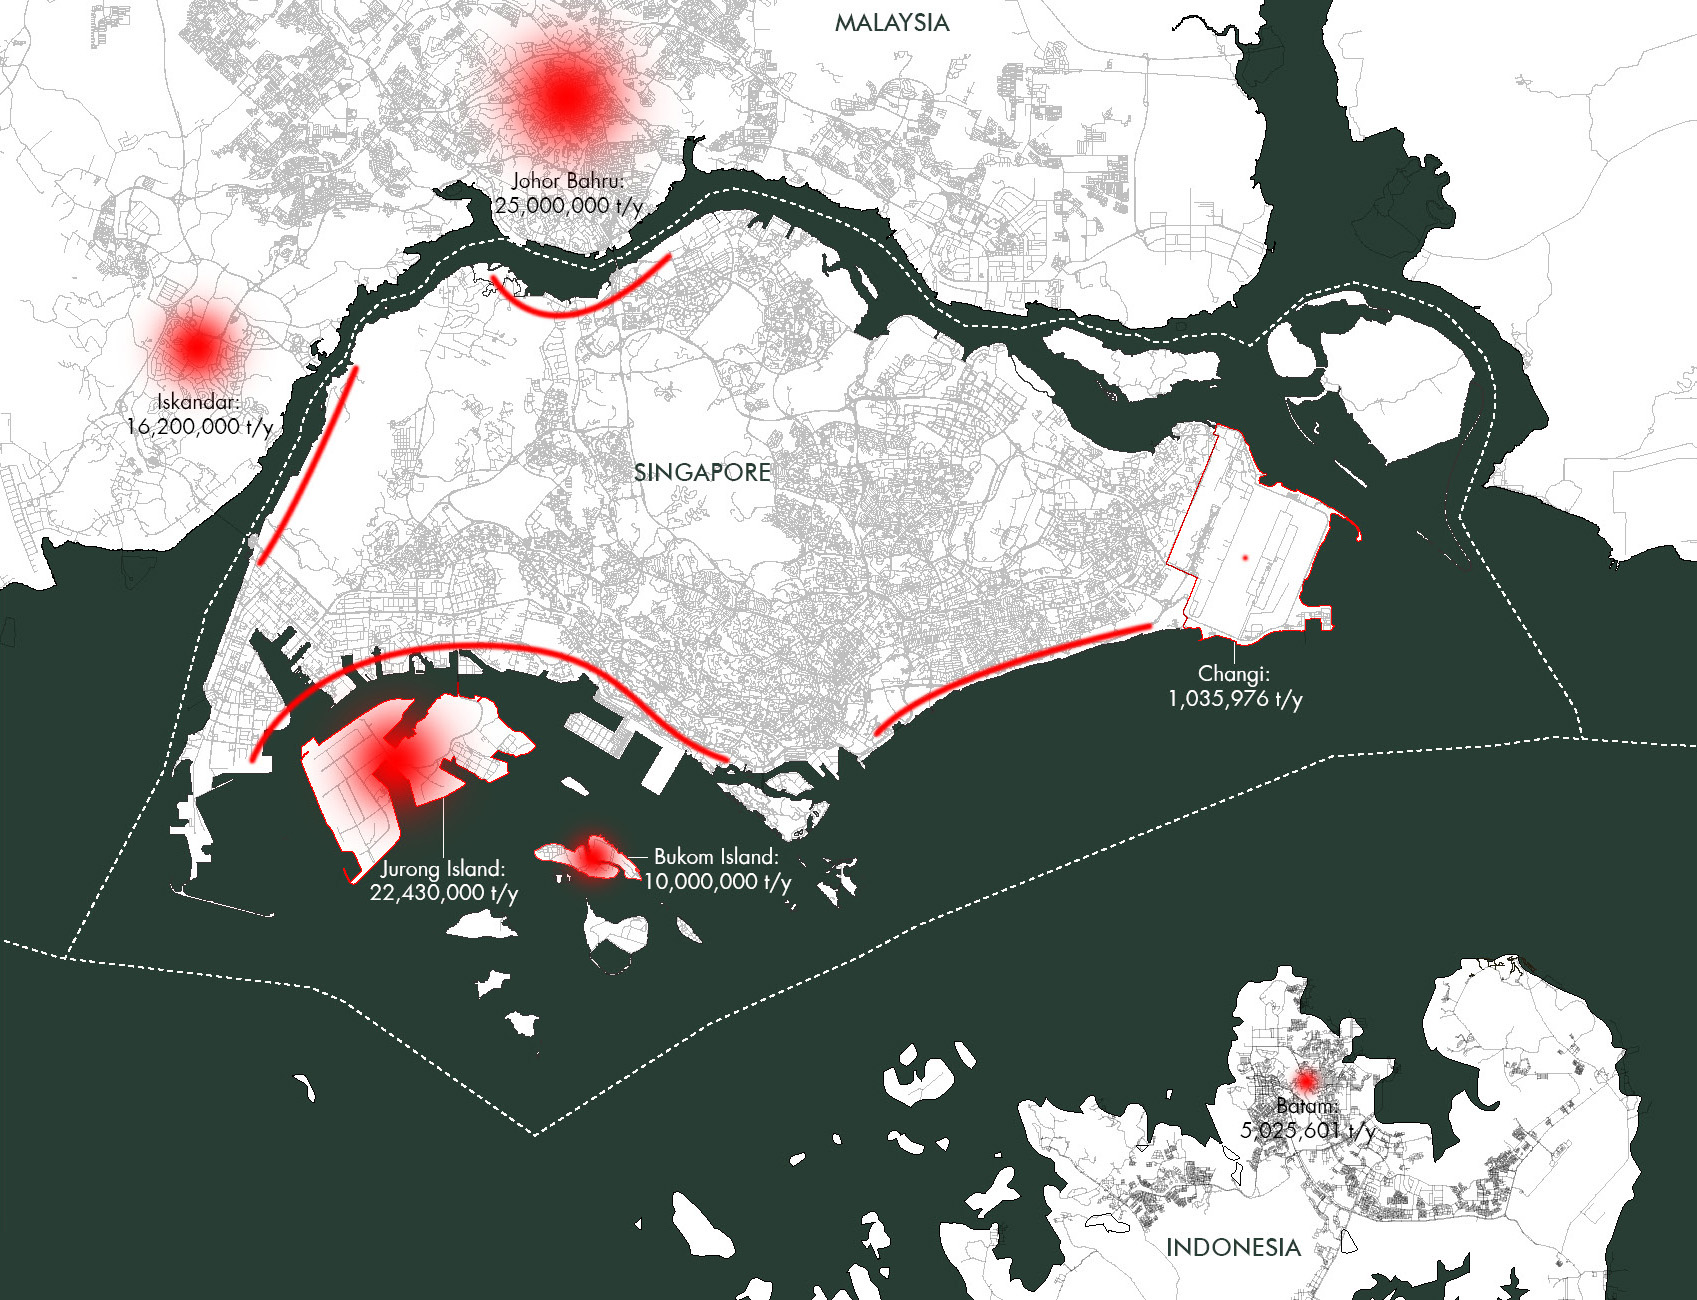 MALAYSIA
Johor Bahru:
25,000,000 t/y
Iskandar:
16,200,000 t/y
SINGAPORE
Changi:
1,035,976 t/y
Jurong Island:
22,430,000 t/y
Bukom Island:
10,000,000 t/y
Batam:
5,025,601 t/y
INDONESIA